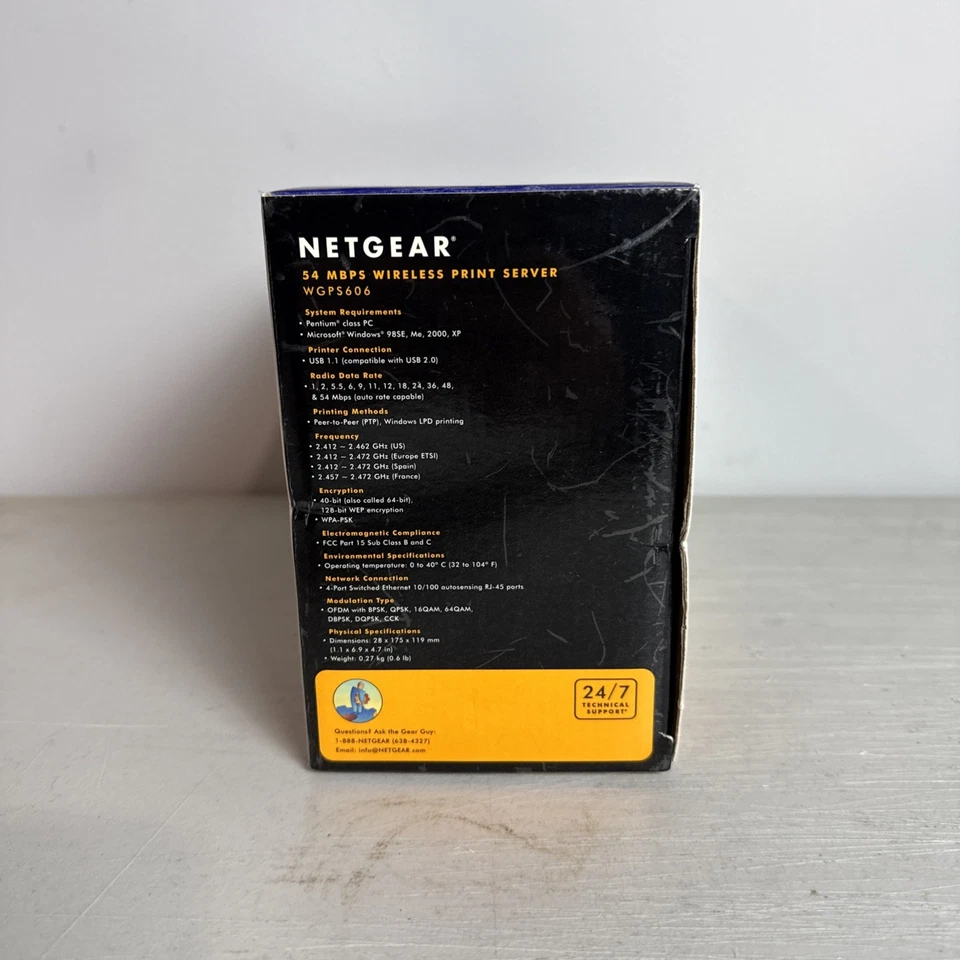 NETGEAR®
54 MBPS WIRELESS PRINT SERVER
WGPS606
System Requirements
• Pentium® class PC
• Microsoft® Windows® 98SE, Me, 2000, XP
Printer Connection
• USB 1.1 (compatible with USB 2.0)
Radio Data Rate
• 1, 2, 5.5, 6, 9, 11, 12, 18, 24, 36, 48,
& 54 Mbps (auto rate capable)
Printing Methods
• Peer-to-Peer (PTP), Windows LPD printing
Frequency
• 2.412 ~ 2.462 GHz (US)
• 2.412 ~ 2.472 GHz (Europe ETSI)
• 2.412 ~ 2.472 GHz (Spain)
• 2.457 ~ 2.472 GHz (France)
Encryption
• 40-bit (also called 64-bit),
128-bit WEP encryption
• WPA-PSK
Electromagnetic Compliance
• FCC Part 15 Sub Class B and C
Environmental Specifications
• Operating temperature: 0 to 40° C (32 to 104° F)
Network Connection
• 4-Port Switched Ethernet 10/100 autosensing RJ-45 ports
Modulation Type
• OFDM with BPSK, QPSK, 16QAM, 64QAM,
DBPSK, DQPSK, CCK
Physical Specifications
• Dimensions: 28 x 175 x 119 mm
(1.1 x 6.9 x 4.7 in)
• Weight: 0.27 kg (0.6 lb)
24/7
TECHNICAL
SUPPORT*
Questions? Ask the Gear Guy:
1-888-NETGEAR (638-4327)
Email: info@NETGEAR.com